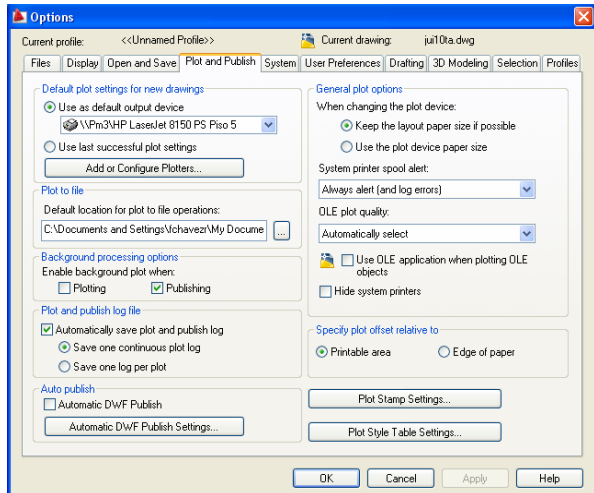 Options
Current profile: <<Unnamed Profile>> Current drawing: jui10ta.dwg
Files Display Open and Save Plot and Publish System User Preferences Drafting 3D Modeling Selection Profiles
Default plot settings for new drawings
Use as default output device
\\Pm3\HP LaserJet 8150 PS Piso 5
Use last successful plot settings
Add or Configure Plotters...
Plot to file
Default location for plot to file operations:
C:\Documents and Settings\fchavezr\My Docume ...
Background processing options
Enable background plot when:
Plotting Publishing
Plot and publish log file
Automatically save plot and publish log
Save one continuous plot log
Save one log per plot
Auto publish
Automatic DWF Publish
Automatic DWF Publish Settings...
General plot options
When changing the plot device:
Keep the layout paper size if possible
Use the plot device paper size
System printer spool alert:
Always alert (and log errors)
OLE plot quality:
Automatically select
Use OLE application when plotting OLE
objects
Hide system printers
Specify plot offset relative to
Printable area Edge of paper
Plot Stamp Settings...
Plot Style Table Settings...
OK Cancel Apply Help